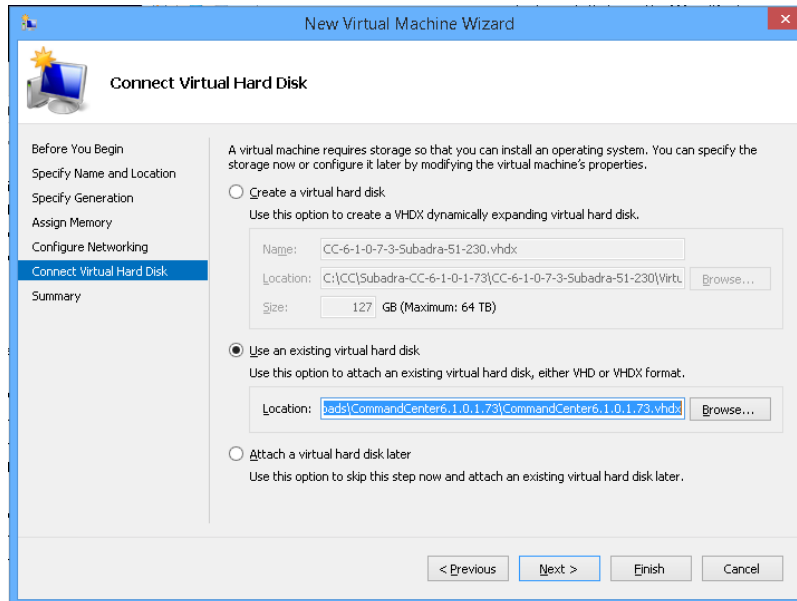 New Virtual Machine Wizard
Connect Virtual Hard Disk
Before You Begin
Specify Name and Location
Specify Generation
Assign Memory
Configure Networking
Connect Virtual Hard Disk
Summary
A virtual machine requires storage so that you can install an operating system. You can specify the
storage now or configure it later by modifying the virtual machine's properties.
Create a virtual hard disk
Use this option to create a VHDX dynamically expanding virtual hard disk.
Name: CC-6-1-0-7-3-Subadra-51-230.vhdx
Location: C:\CC\Subadra-CC-6-1-0-1-73\CC-6-1-0-7-3-Subadra-51-230\Virtu Browse...
Size: 127 GB (Maximum: 64 TB)
Use an existing virtual hard disk
Use this option to attach an existing virtual hard disk, either VHD or VHDX format.
Location: oads\CommandCenter6.1.0.1.73\CommandCenter6.1.0.1.73.vhdx Browse...
Attach a virtual hard disk later
Use this option to skip this step now and attach an existing virtual hard disk later.
< Previous Next > Finish Cancel